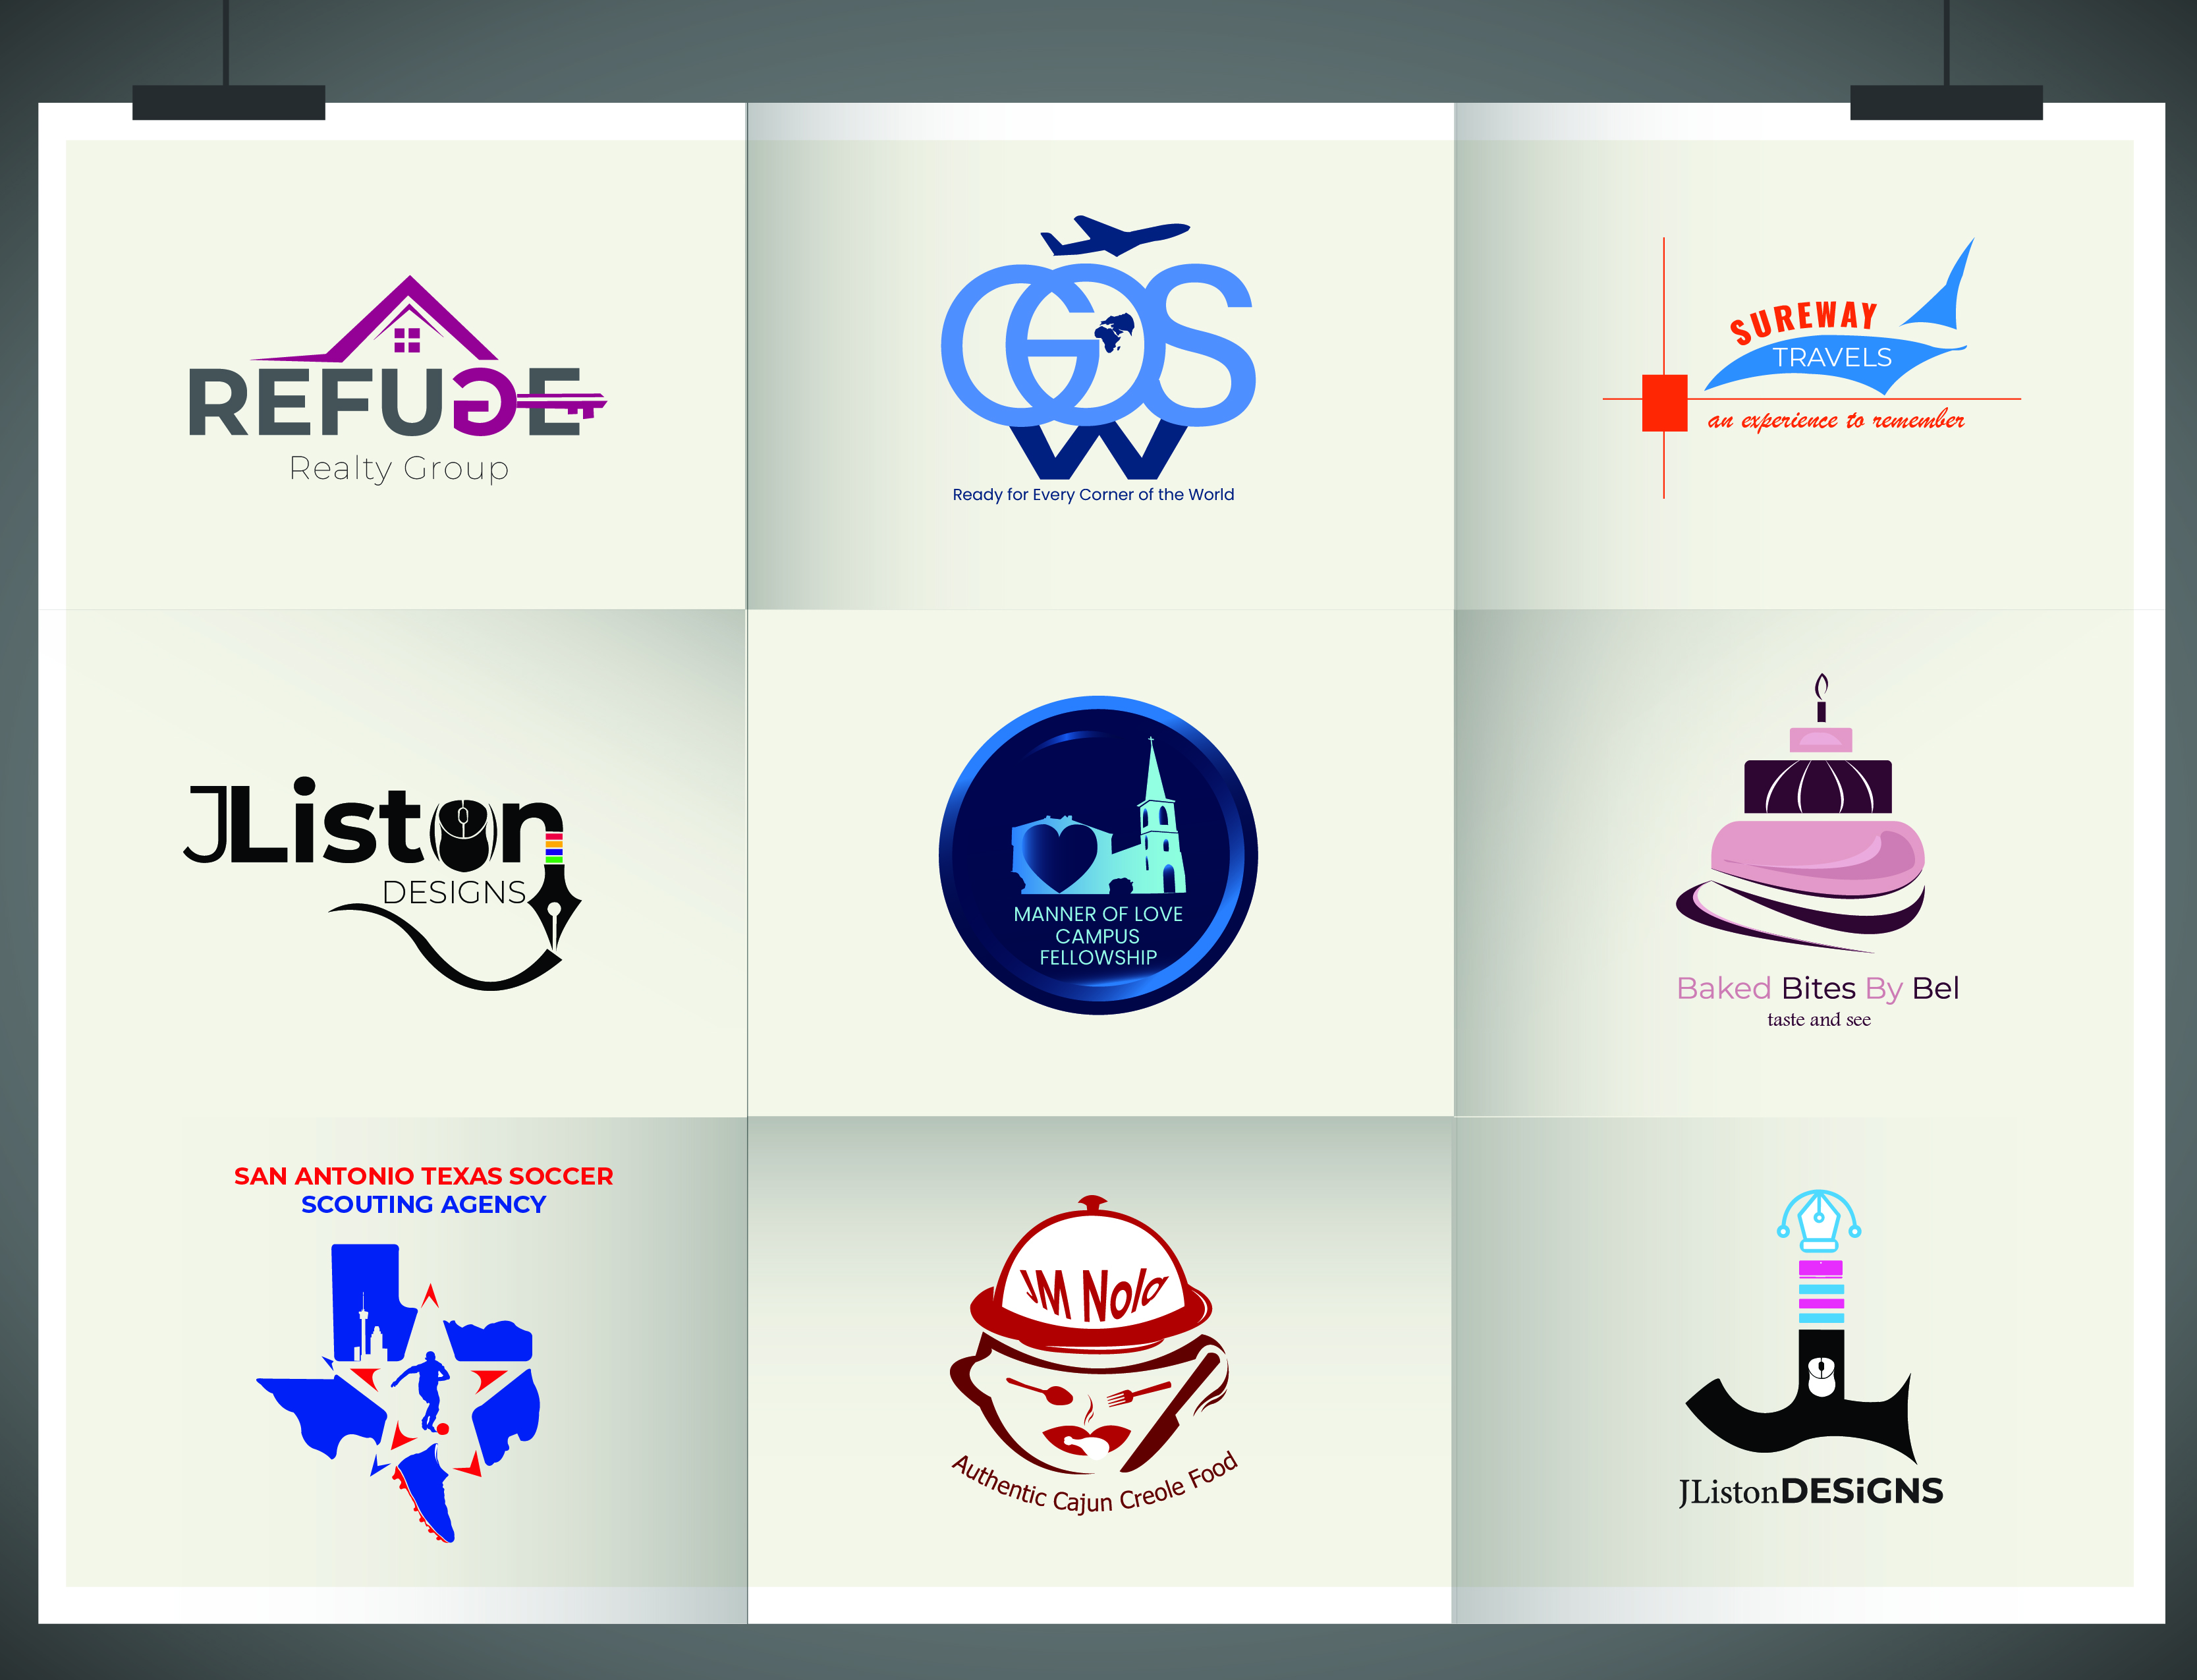 REFUGE
Realty Group
GOS
W
Ready for Every Corner of the World
SUREWAY
TRAVELS
an experience to remember
JListon
DESIGNS
MANNER OF LOVE
CAMPUS
FELLOWSHIP
Baked Bites By Bel
taste and see
SAN ANTONIO TEXAS SOCCER
SCOUTING AGENCY
JM Nola
Authentic Cajun Creole Food
JListonDESiGNS